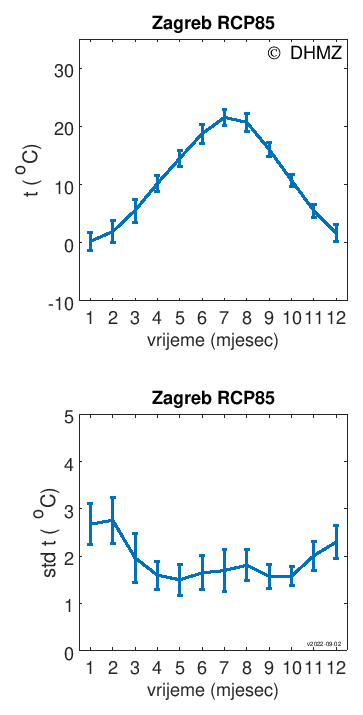 Zagreb RCP85
© DHMZ
30
20
10
0
-10
t ( °C)
1 2 3 4 5 6 7 8 9 10 11 12
vrijeme (mjesec)
Zagreb RCP85
5
4
3
2
1
0
std t ( °C)
v2022-09-02
1 2 3 4 5 6 7 8 9 10 11 12
vrijeme (mjesec)